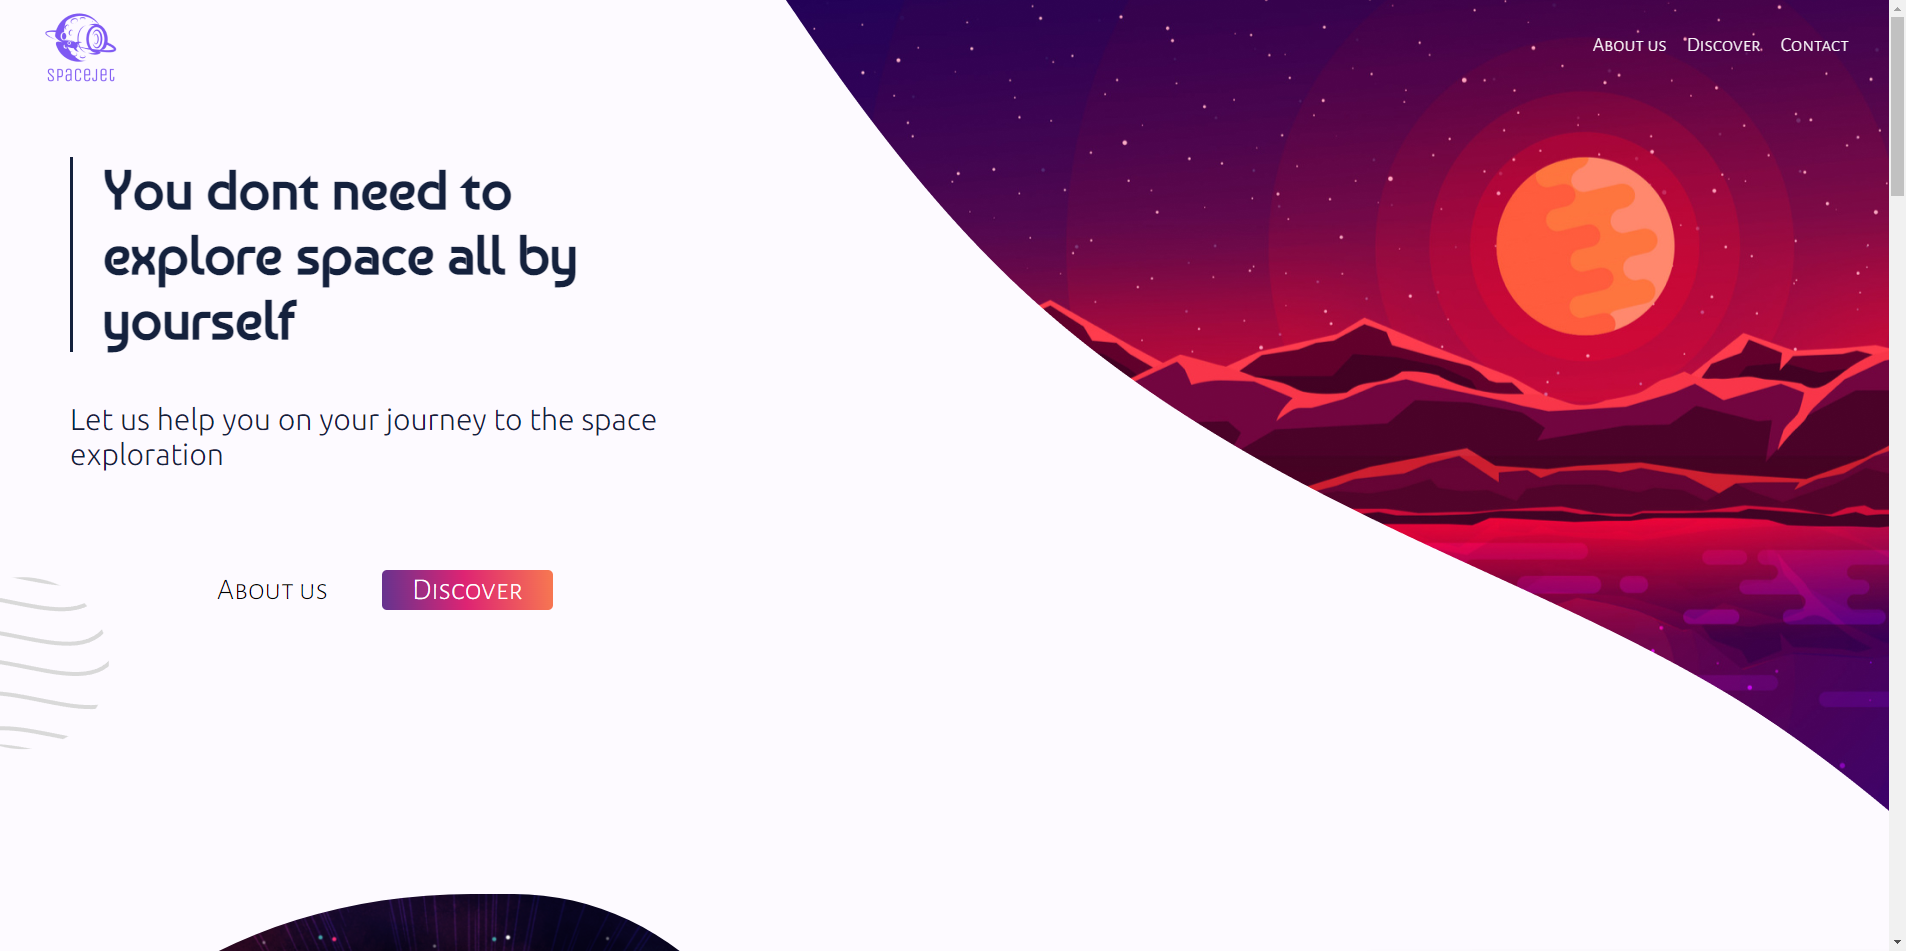 spacejet
About us Discover Contact
You dont need to
explore space all by
yourself
Let us help you on your journey to the space
exploration
About us Discover